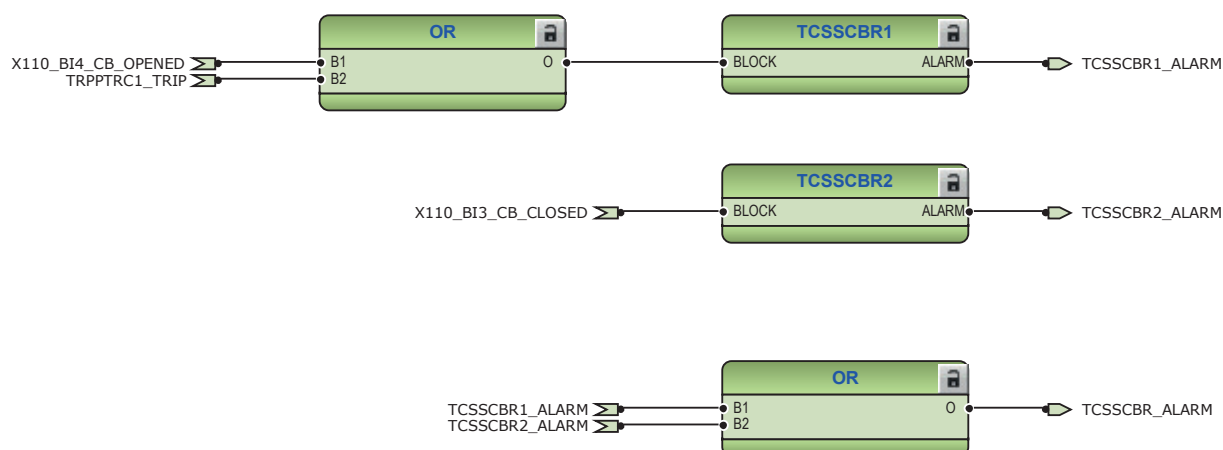 OR
X110_BI4_CB_OPENED
TRPPTRC1_TRIP
B1
B2
O
TCSSCBR1
BLOCK
ALARM
TCSSCBR1_ALARM
TCSSCBR2
X110_BI3_CB_CLOSED
BLOCK
ALARM
TCSSCBR2_ALARM
OR
TCSSCBR1_ALARM
TCSSCBR2_ALARM
B1
B2
O
TCSSCBR_ALARM